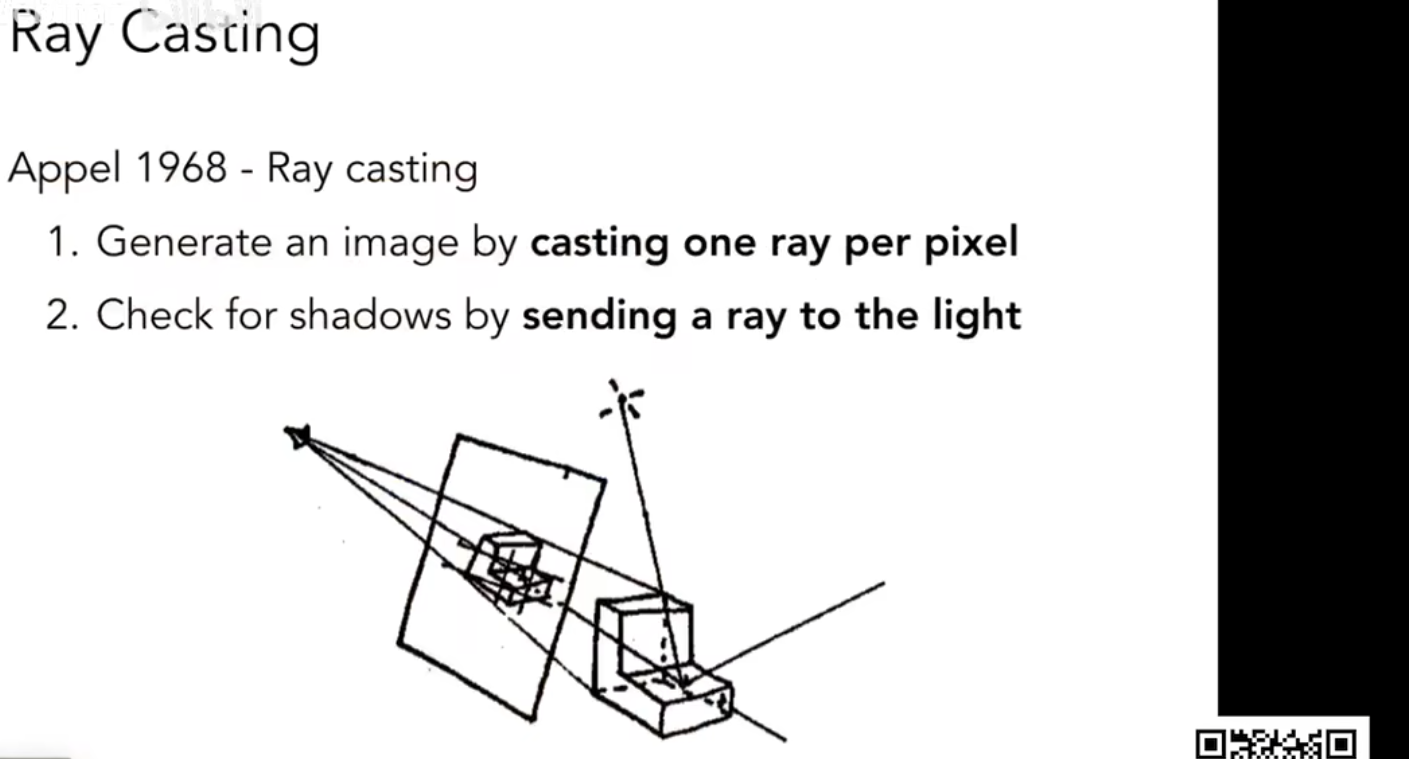 Ray Casting
Appel 1968 - Ray casting
1. Generate an image by casting one ray per pixel
2. Check for shadows by sending a ray to the light